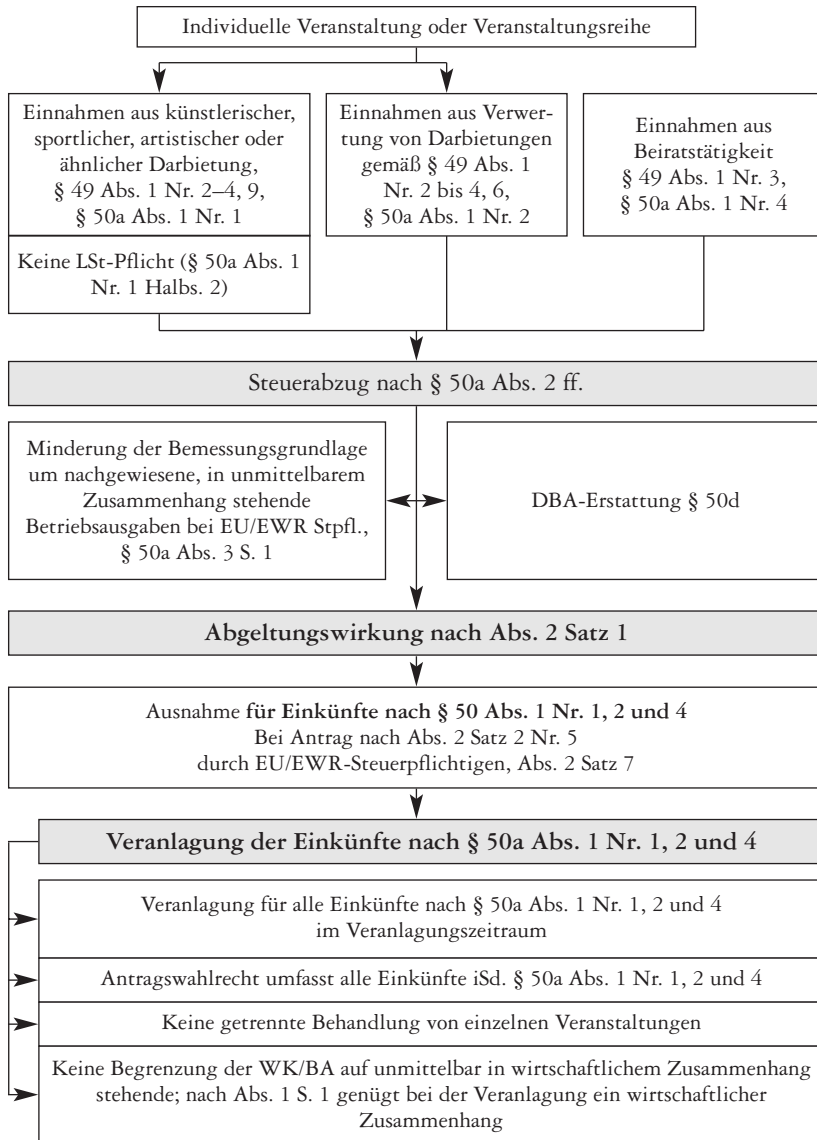 Individuelle Veranstaltung oder Veranstaltungsreihe
Einnahmen aus künstlerischer,
sportlicher, artistischer oder
ähnlicher Darbietung,
§ 49 Abs. 1 Nr. 2–4, 9,
§ 50a Abs. 1 Nr. 1
Keine LSt-Pflicht (§ 50a Abs. 1
Nr. 1 Halbs. 2)
Einnahmen aus Verwer-
tung von Darbietungen
gemäß § 49 Abs. 1
Nr. 2 bis 4, 6,
§ 50a Abs. 1 Nr. 2
Einnahmen aus
Beiratstätigkeit
§ 49 Abs. 1 Nr. 3,
§ 50a Abs. 1 Nr. 4
Steuerabzug nach § 50a Abs. 2 ff.
Minderung der Bemessungsgrundlage
um nachgewiesene, in unmittelbarem
Zusammenhang stehende
Betriebsausgaben bei EU/EWR Stpfl.,
§ 50a Abs. 3 S. 1
DBA-Erstattung § 50d
Abgeltungswirkung nach Abs. 2 Satz 1
Ausnahme für Einkünfte nach § 50 Abs. 1 Nr. 1, 2 und 4
Bei Antrag nach Abs. 2 Satz 2 Nr. 5
durch EU/EWR-Steuerpflichtigen, Abs. 2 Satz 7
Veranlagung der Einkünfte nach § 50a Abs. 1 Nr. 1, 2 und 4
Veranlagung für alle Einkünfte nach § 50a Abs. 1 Nr. 1, 2 und 4
im Veranlagungszeitraum
Antragswahlrecht umfasst alle Einkünfte iSd. § 50a Abs. 1 Nr. 1, 2 und 4
Keine getrennte Behandlung von einzelnen Veranstaltungen
Keine Begrenzung der WK/BA auf unmittelbar in wirtschaftlichem Zusammenhang
stehende; nach Abs. 1 S. 1 genügt bei der Veranlagung ein wirtschaftlicher
Zusammenhang